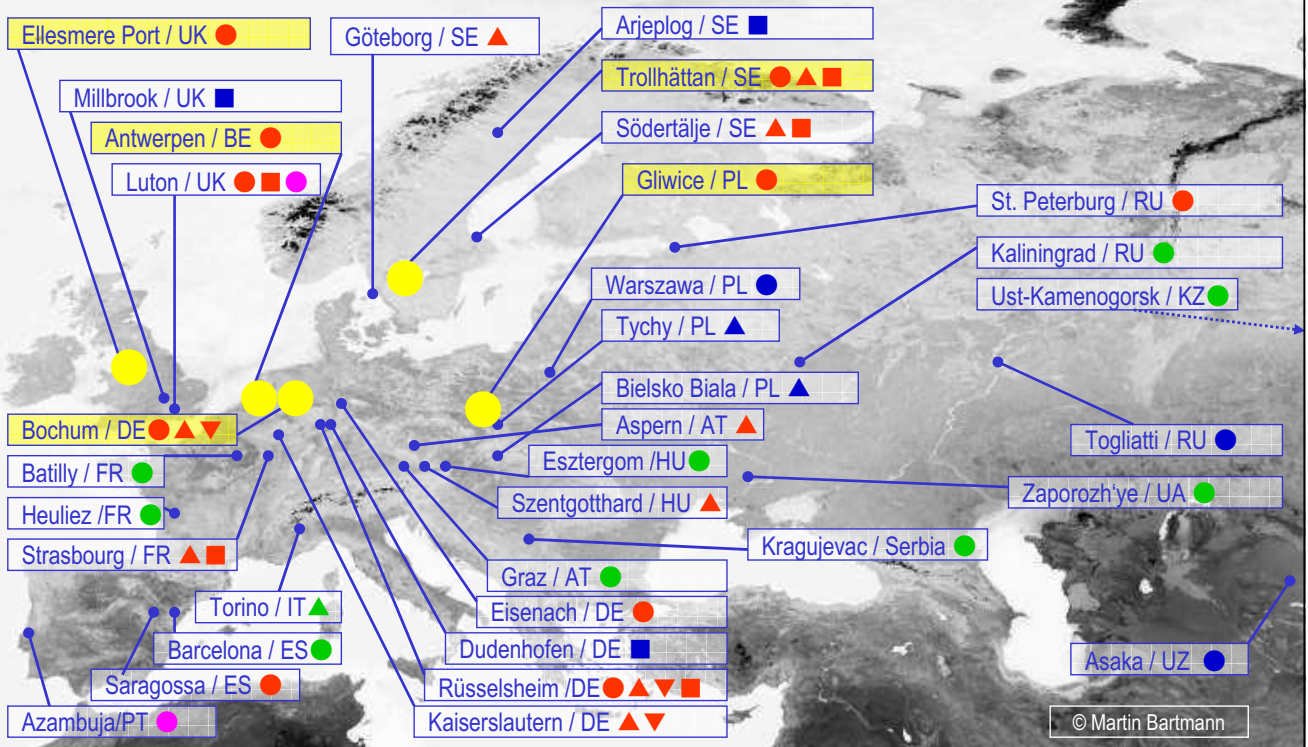 Ellesmere Port / UK
Göteborg / SE
Arjeplog / SE
Trollhättan / SE
Millbrook / UK
Södertälje / SE
Antwerpen / BE
Luton / UK
Gliwice / PL
St. Peterburg / RU
Kaliningrad / RU
Warszawa / PL
Ust-Kamenogorsk / KZ
Tychy / PL
Bielsko Biala / PL
Bochum / DE
Aspern / AT
Togliatti / RU
Batilly / FR
Esztergom /HU
Zaporozh'ye / UA
Heuliez /FR
Szentgotthard / HU
Strasbourg / FR
Kragujevac / Serbia
Graz / AT
Torino / IT
Eisenach / DE
Barcelona / ES
Dudenhofen / DE
Asaka / UZ
Saragossa / ES
Rüsselsheim /DE
Azambuja/PT
Kaiserslautern / DE
© Martin Bartmann